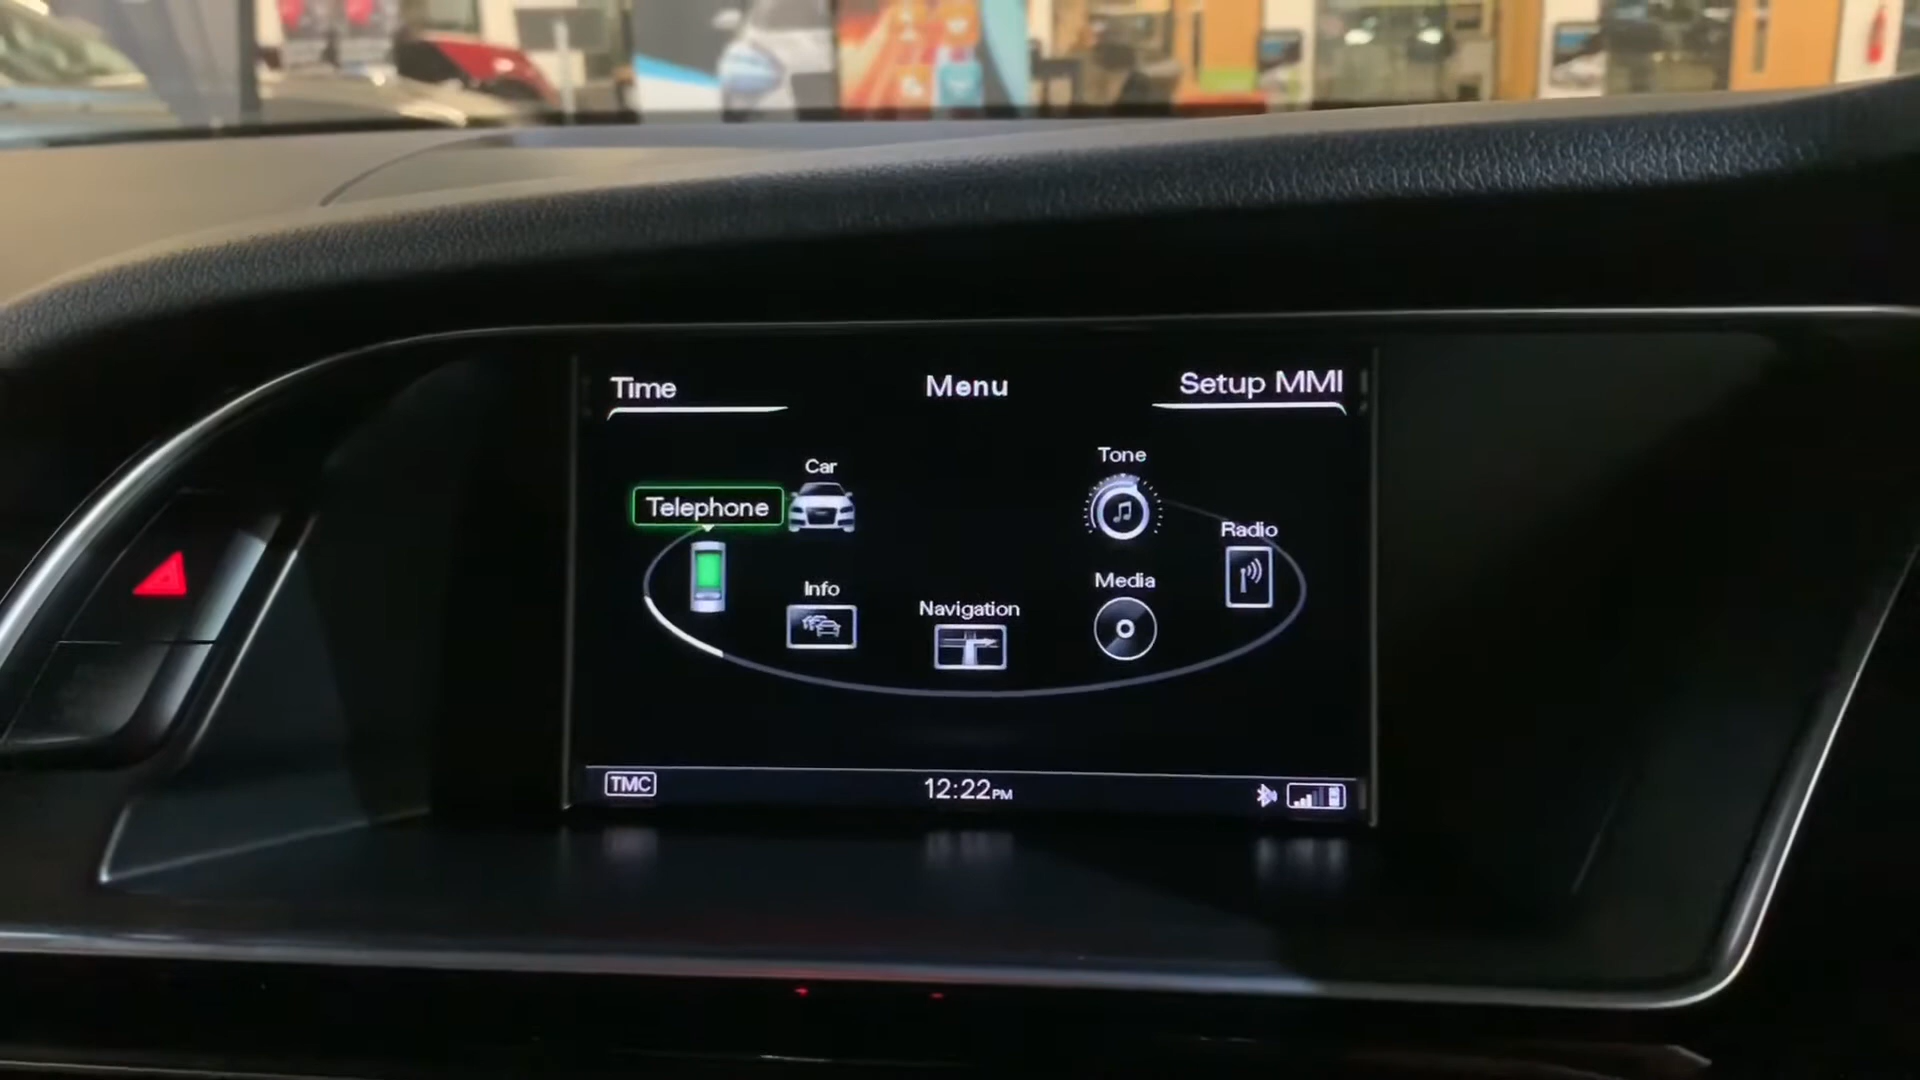 Time
Menu
Setup MMI
Car
Tone
Telephone
Radio
Info
Media
Navigation
TMC
12:22PM